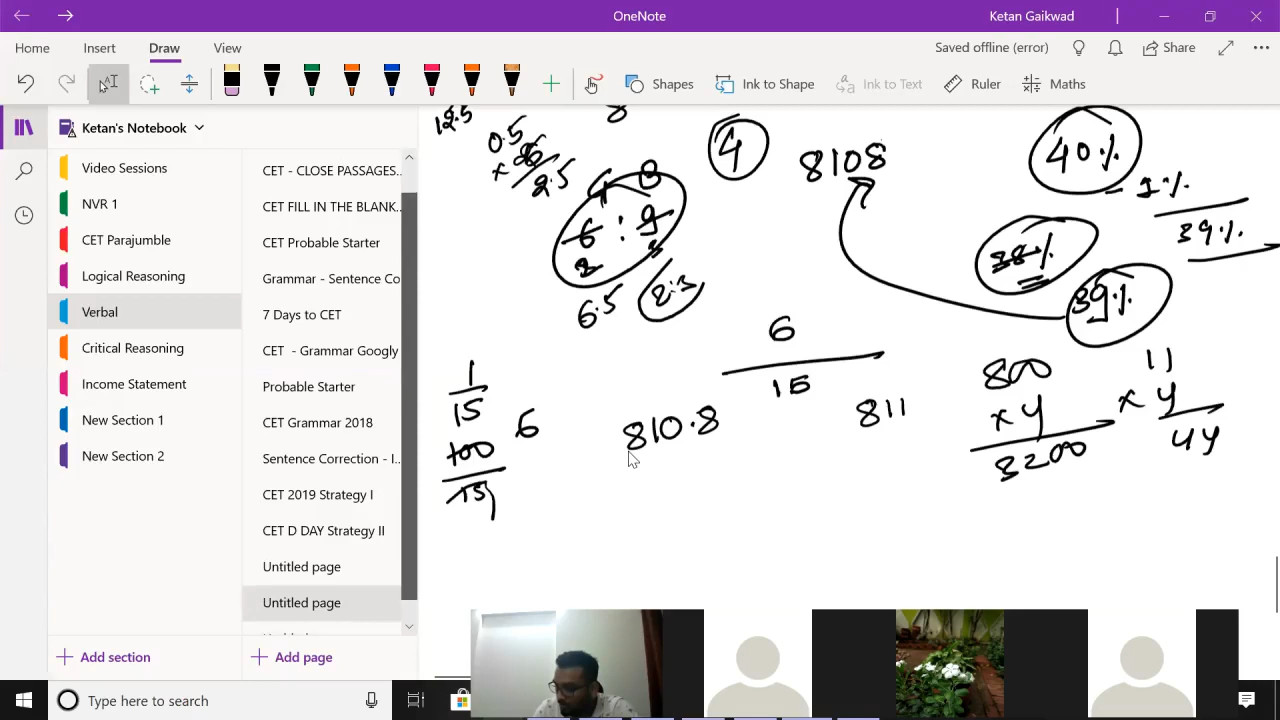 OneNote
Ketan Gaikwad
Home
Insert
Draw
View
Saved offline (error)
Share
Shapes
Ink to Shape
Ink to Text
Ruler
Maths
Ketan's Notebook
Video Sessions
NVR 1
CET Parajumble
Logical Reasoning
Verbal
Critical Reasoning
Income Statement
New Section 1
New Section 2
Add section
CET - CLOSE PASSAGES...
CET FILL IN THE BLANK...
CET Probable Starter
Grammar - Sentence Co
7 Days to CET
CET - Grammar Googly
Probable Starter
CET Grammar 2018
Sentence Correction - I...
CET 2019 Strategy I
CET D DAY Strategy II
Untitled page
Untitled page
Add page
12.5
8
0.5
2.5
4
8108
40%
1%
39%
38%
39%
6 : 9
6.5
6
15
1
15
100
15
6
810.8
811
800
x 4
3200
11
x 4
44
Type here to search